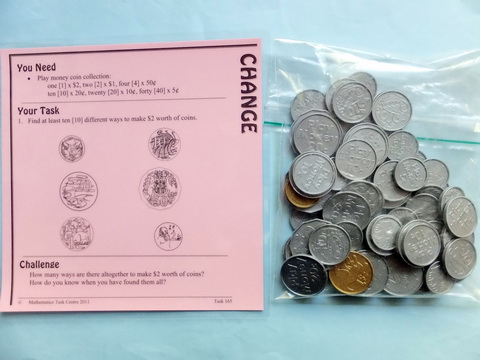 CHANGE
You Need
• Play money coin collection:
one [1] x $2, two [2] x $1, four [4] x 50¢
ten [10] x 20¢, twenty [20] x 10¢, forty [40] x 5¢
Your Task
1. Find at least ten [10] different ways to make $2 worth of coins.
Challenge
How many ways are there altogether to make $2 worth of coins?
How do you know when you have found them all?
© Mathematics Task Centre 2013 Task 165